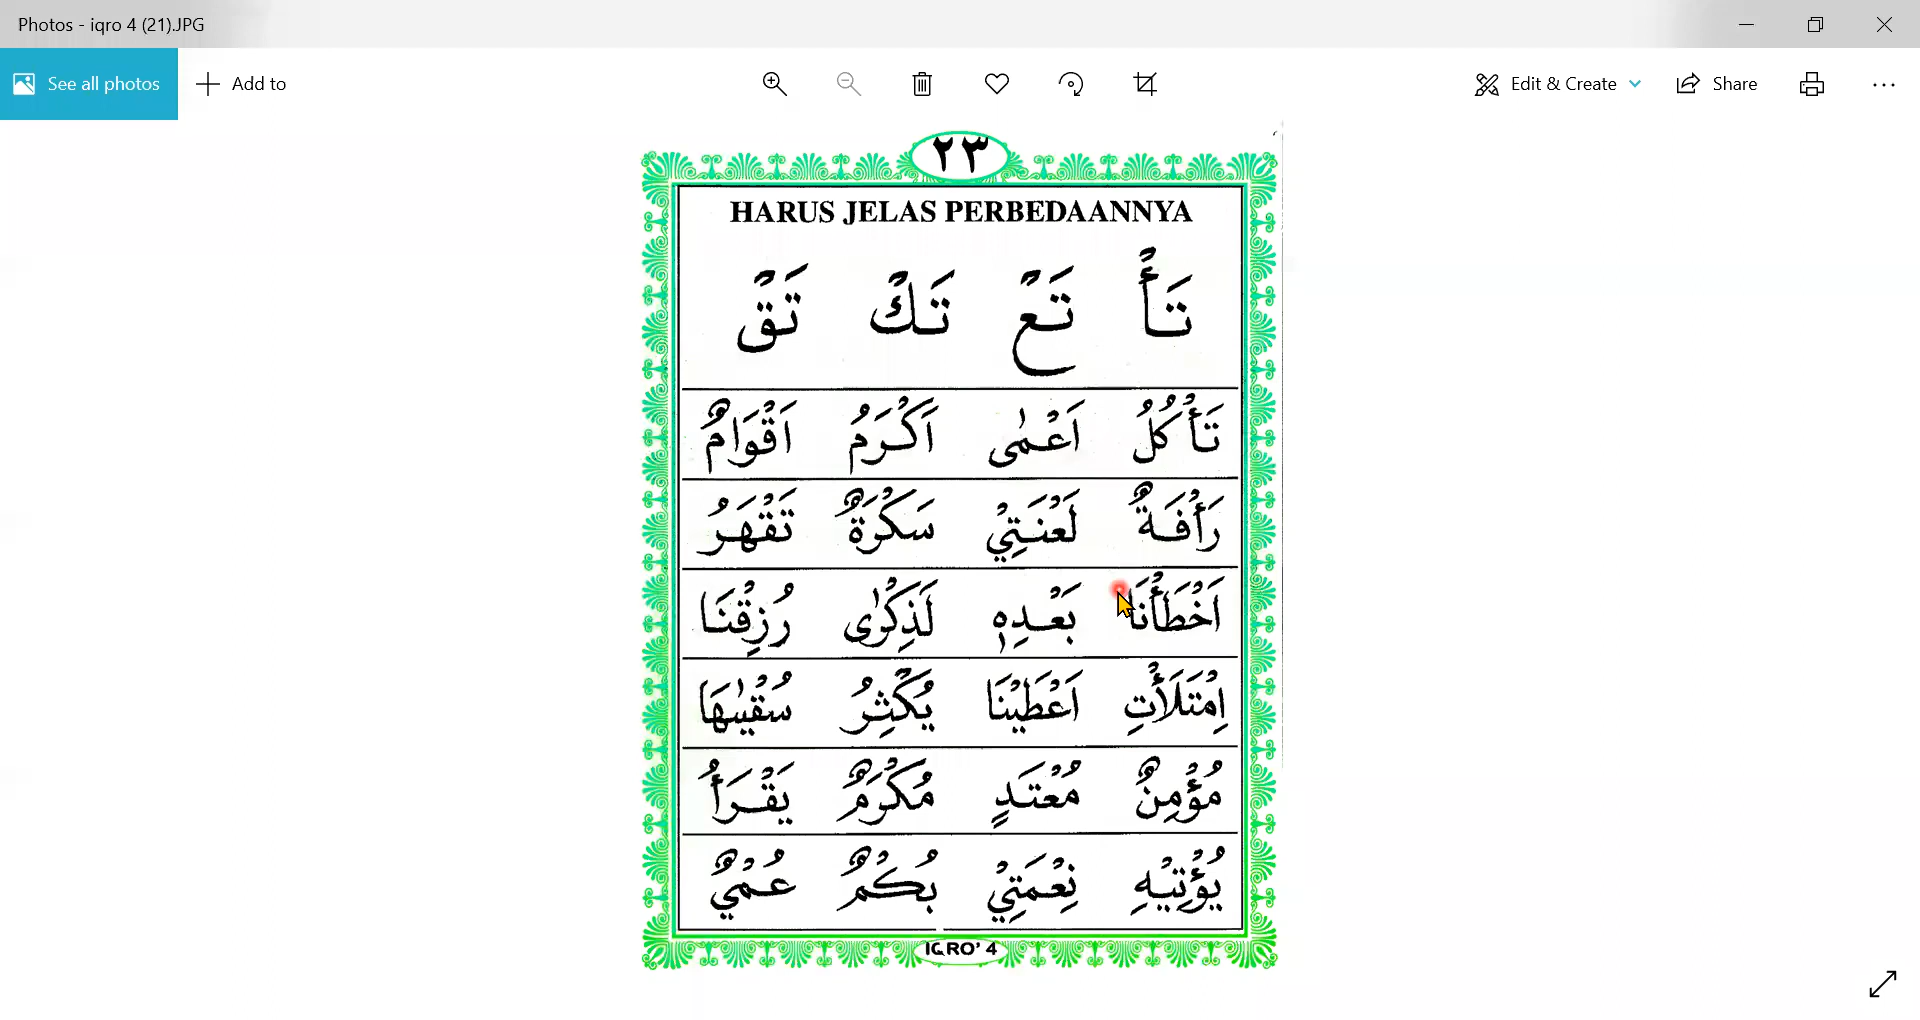 Photos - iqro 4 (21).JPG
See all photos
Add to
Edit & Create
Share
٢٣
HARUS JELAS PERBEDAANNYA
تَأْ تَعْ تَكْ تَقْ
تَأْكُلُ اَعْمٰى اَكْرَمُ اَقْوَامٌ
رَأْفَةٌ لَعْنَتِيْ سَكْرَةٌ تَقْهَرُ
اَخْطَأْنَا بَعْدِهٖ لَذِكْرٰى رُزِقْنَا
اِمْتَلَأْتِ اَعْطَيْنَا يُكْثِرُ سُقْيٰهَا
مُؤْمِنٌ مُعْتَدٍ مُكْرَمٌ يَقْرَأُ
يُؤْتِيْهِ نِعْمَتِيْ بُكْمٌ عُمْيٌ
IQRO' 4